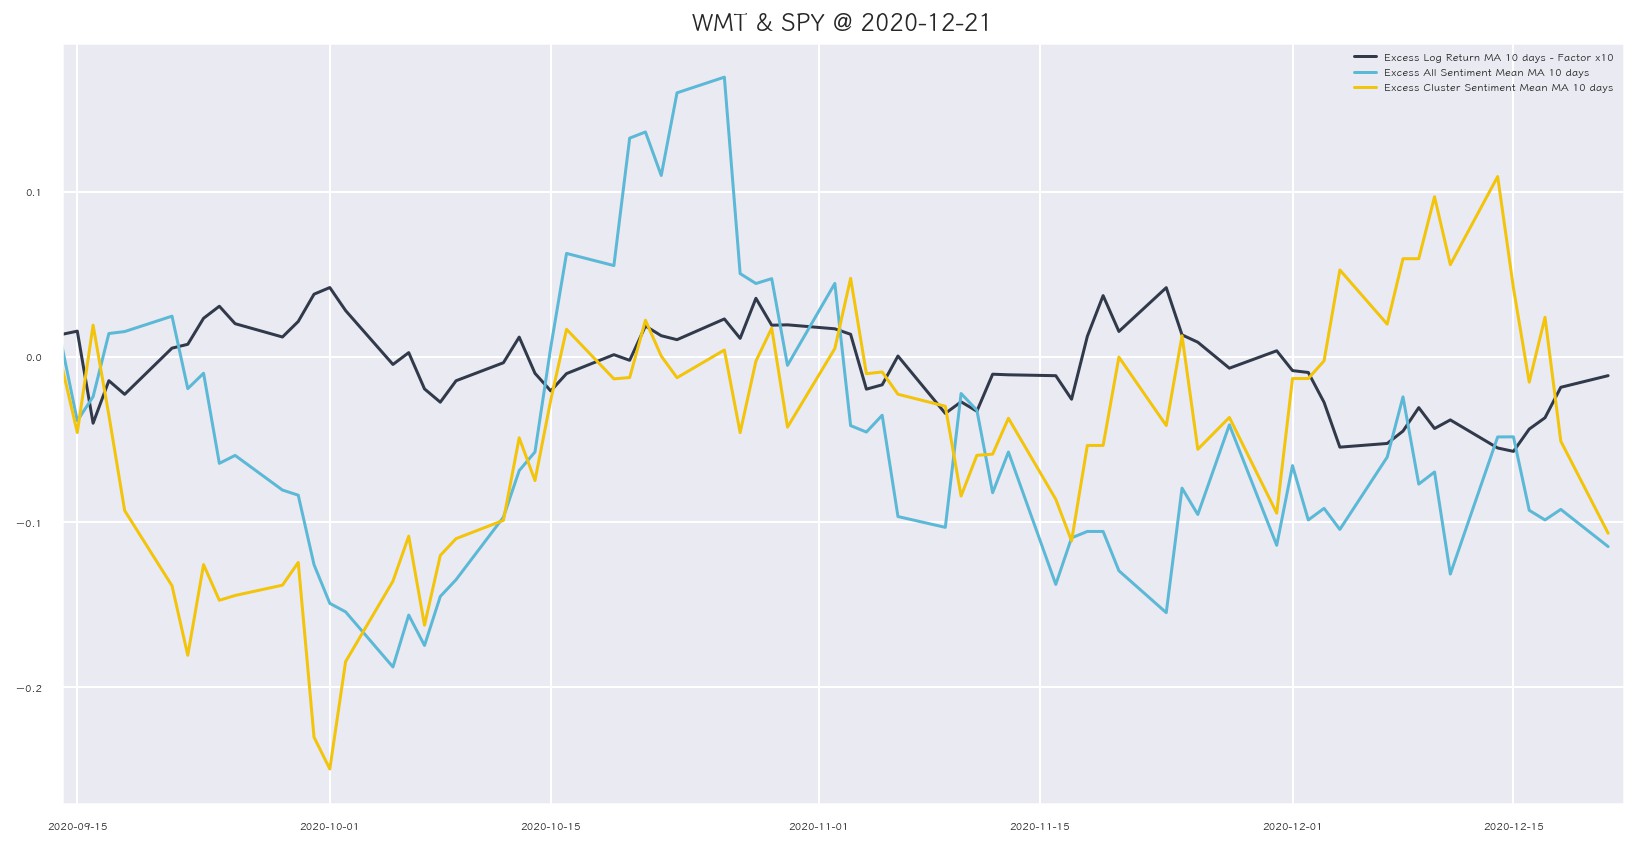 WMT & SPY @ 2020-12-21
Excess Log Return MA 10 days - Factor x10
Excess All Sentiment Mean MA 10 days
Excess Cluster Sentiment Mean MA 10 days
0.1
0.0
−0.1
−0.2
2020-09-15
2020-10-01
2020-10-15
2020-11-01
2020-11-15
2020-12-01
2020-12-15